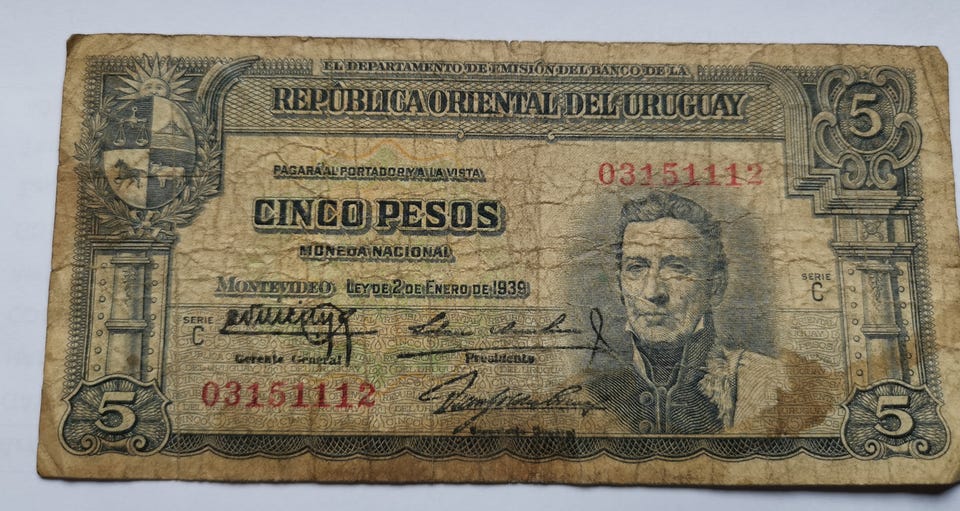 EL DEPARTAMENTO DE EMISIÓN DEL BANCO DE LA
REPÚBLICA ORIENTAL DEL URUGUAY
5
PAGARÁ AL PORTADOR Y A LA VISTA
03151112
CINCO PESOS
MONEDA NACIONAL
MONTEVIDEO LEY DE 2 DE ENERO DE 1939
SERIE
C
SERIE
C
Gerente General
Presidente
03151112
5
5